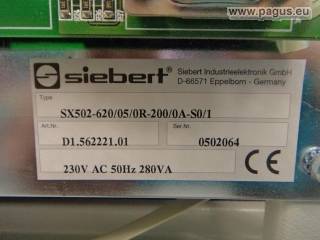 www.pagus.eu
siebert®
Siebert Industrieelektronik GmbH
D-66571 Eppelborn - Germany
Type
SX502-620/05/0R-200/0A-S0/1
Art.Nr.
Ser.Nr.
D1.562221.01
0502064
230V AC 50Hz 280VA
CE